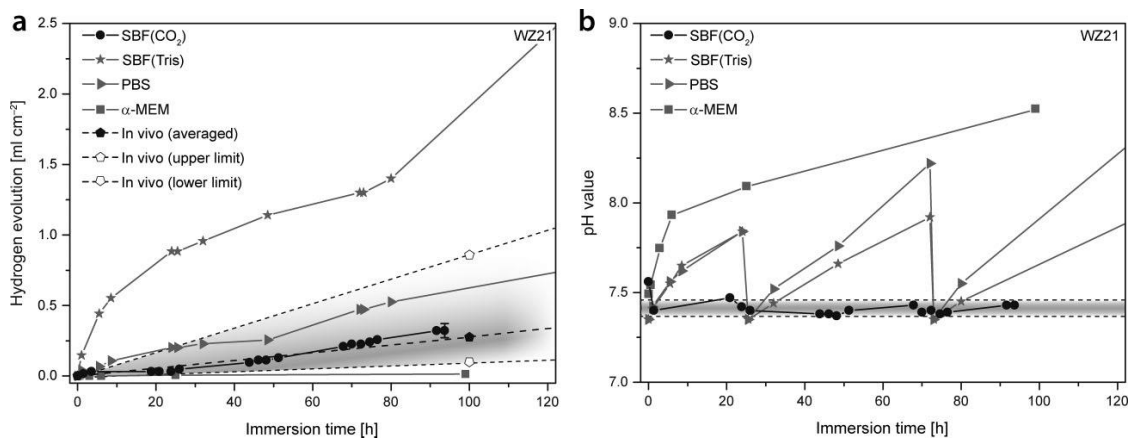 a
WZ21
SBF(CO₂)
SBF(Tris)
PBS
α-MEM
In vivo (averaged)
In vivo (upper limit)
In vivo (lower limit)
Hydrogen evolution [ml cm⁻²]
2.5
2.0
1.5
1.0
0.5
0.0
0
20
40
60
80
100
120
Immersion time [h]
b
WZ21
SBF(CO₂)
SBF(Tris)
PBS
α-MEM
pH value
9.0
8.5
8.0
7.5
7.0
0
20
40
60
80
100
120
Immersion time [h]